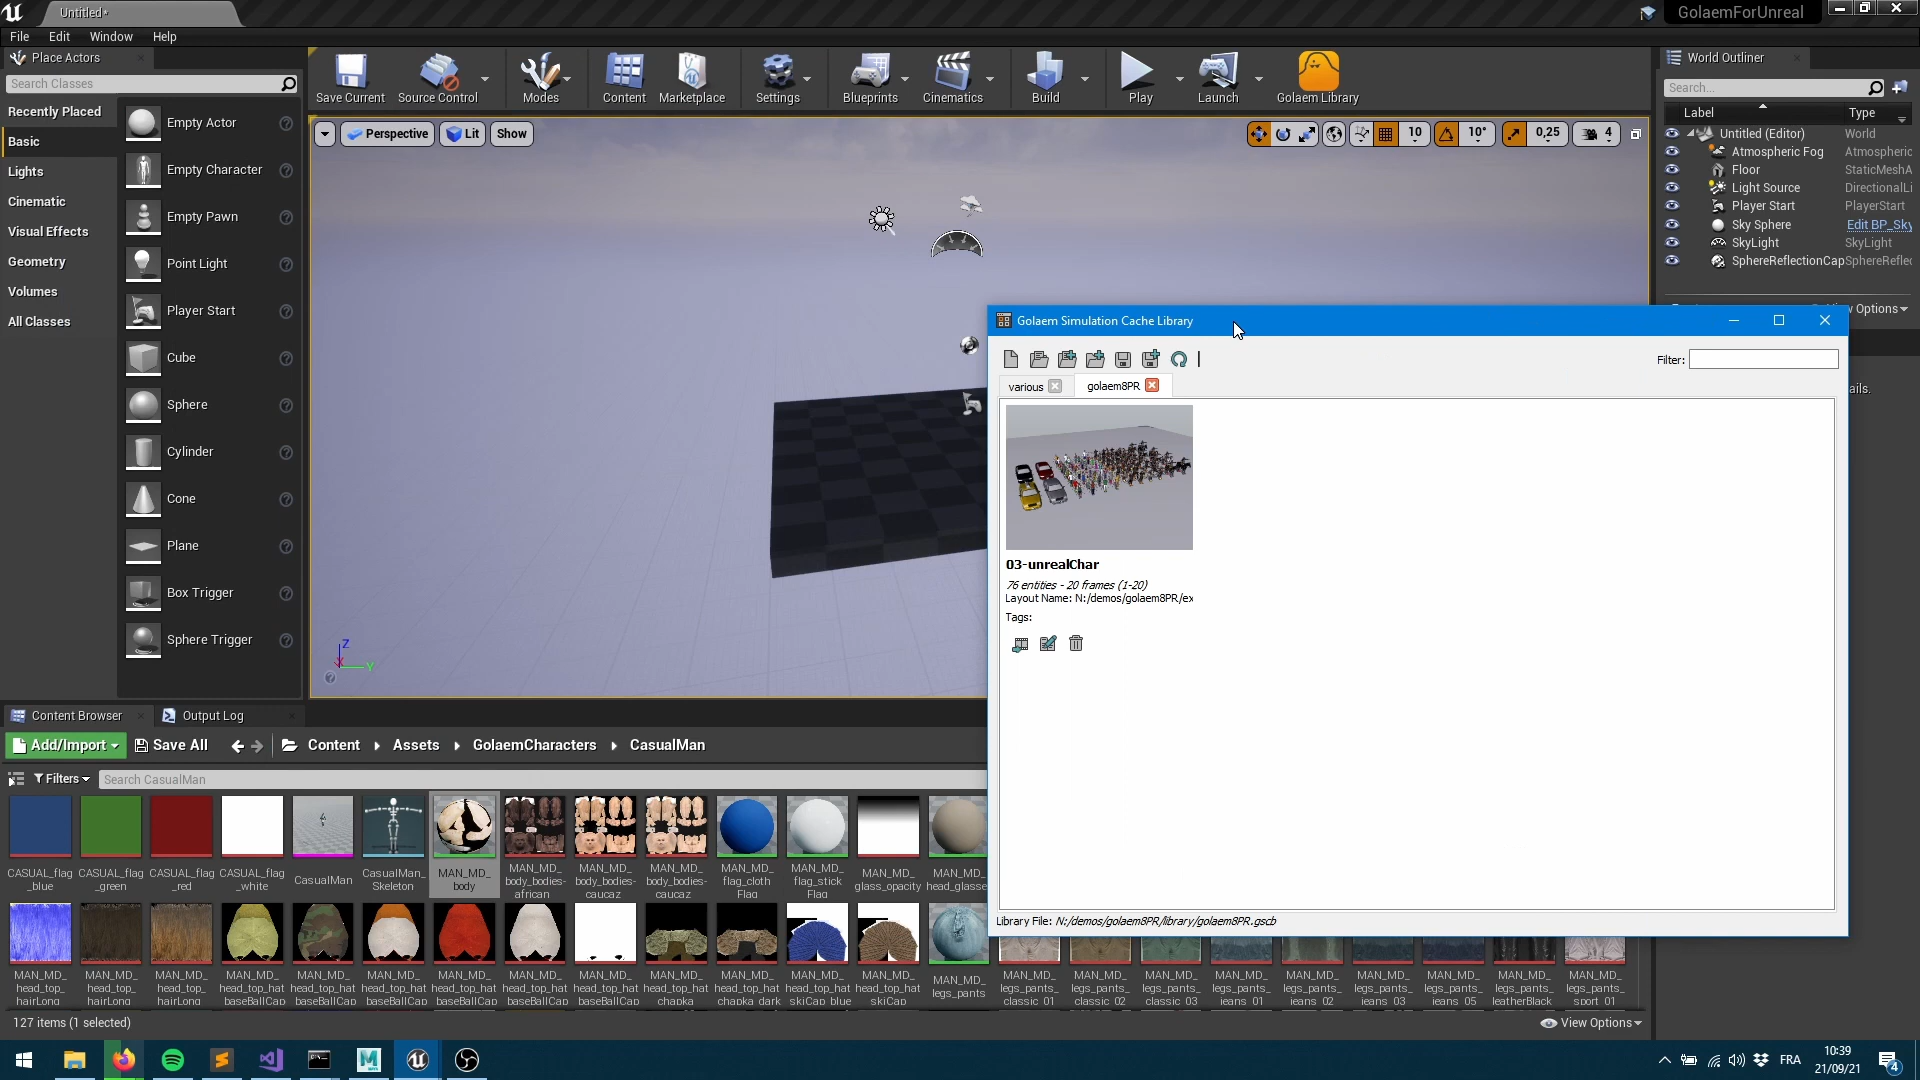 Untitled*
GolaemForUnreal
File Edit Window Help
Place Actors
Search Classes
Recently Placed
Basic
Lights
Cinematic
Visual Effects
Geometry
Volumes
All Classes
Empty Actor
Empty Character
Empty Pawn
Point Light
Player Start
Cube
Sphere
Cylinder
Cone
Plane
Box Trigger
Sphere Trigger
Save Current
Source Control
Modes
Content
Marketplace
Settings
Blueprints
Cinematics
Build
Play
Launch
Golaem Library
Perspective
Lit
Show
10
10°
0,25
4
Z
X
Y
World Outliner
Search...
Label Type
Untitled (Editor) World
Atmospheric Fog Atmospheric
Floor StaticMeshA
Light Source DirectionalLi
Player Start PlayerStart
Sky Sphere Edit BP_Sky
SkyLight SkyLight
SphereReflectionCap SphereReflec
View Options
ails.
Golaem Simulation Cache Library
Filter:
various
golaem8PR
03-unrealChar
76 entities - 20 frames (1-20)
Layout Name: N:/demos/golaem8PR/ex
Tags:
Library File: N:/demos/golaem8PR/library/golaem8PR.gscb
Content Browser
Output Log
Add/Import
Save All
Content Assets GolaemCharacters CasualMan
Filters
Search CasualMan
CASUAL_flag_blue
CASUAL_flag_green
CASUAL_flag_red
CASUAL_flag_white
CasualMan
CasualMan_Skeleton
MAN_MD_body
MAN_MD_body_bodies-african
MAN_MD_body_bodies-caucaz
MAN_MD_body_bodies-caucaz
MAN_MD_flag_cloth Flag
MAN_MD_flag_stick Flag
MAN_MD_glass_opacity
MAN_MD_head_glasse
MAN_MD_head_top_hairLong
MAN_MD_head_top_hairLong
MAN_MD_head_top_hairLong
MAN_MD_head_top_hat baseBallCap
MAN_MD_head_top_hat baseBallCap
MAN_MD_head_top_hat baseBallCap
MAN_MD_head_top_hat baseBallCap
MAN_MD_head_top_hat baseBallCap
MAN_MD_head_top_hat baseBallCap
MAN_MD_head_top_hat chapka
MAN_MD_head_top_hat chapka_dark
MAN_MD_head_top_hat skiCap_blue
MAN_MD_head_top_hat skiCap
MAN_MD_legs_pants
MAN_MD_legs_pants_classic_01
MAN_MD_legs_pants_classic_02
MAN_MD_legs_pants_classic_03
MAN_MD_legs_pants_jeans_01
MAN_MD_legs_pants_jeans_02
MAN_MD_legs_pants_jeans_03
MAN_MD_legs_pants_jeans_05
MAN_MD_legs_pants leatherBlack
MAN_MD_legs_pants_sport_01
127 items (1 selected)
View Options
FRA
10:39
21/09/21
4